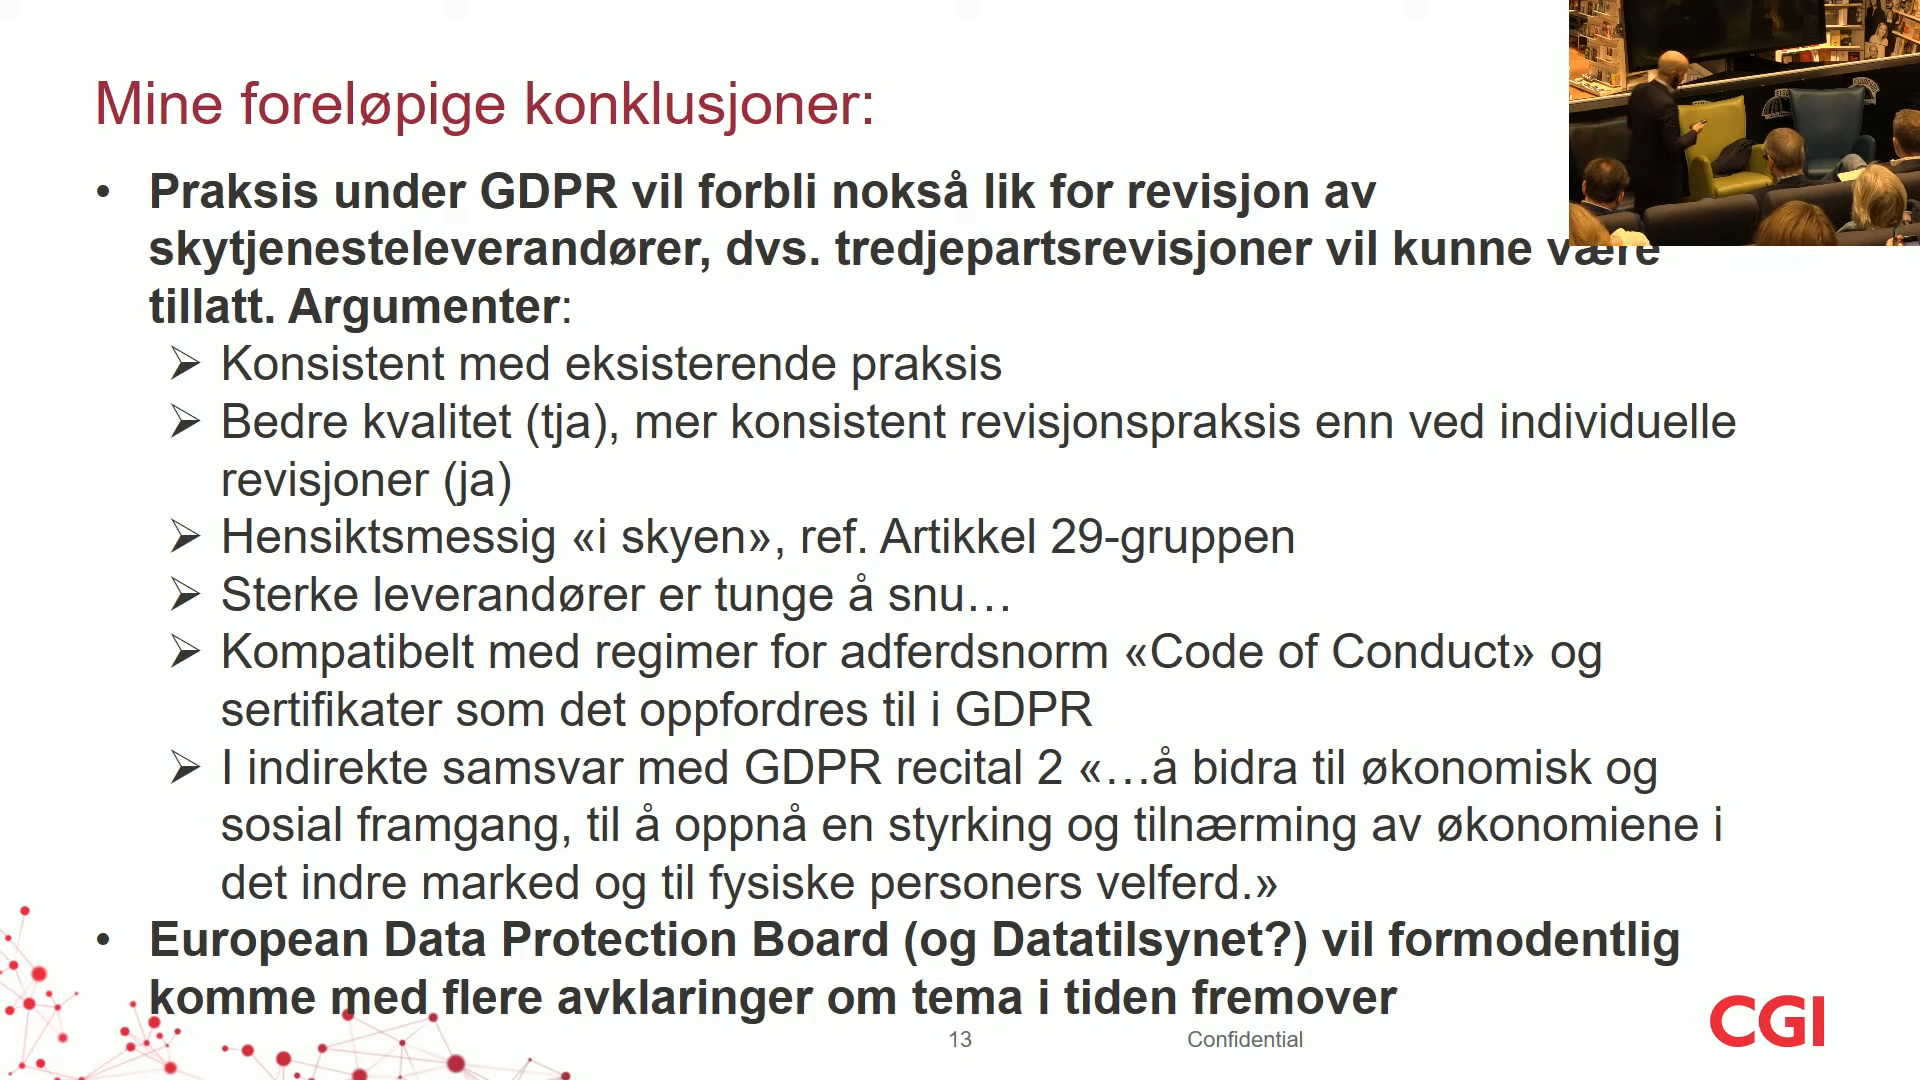 Mine foreløpige konklusjoner:
• Praksis under GDPR vil forbli nokså lik for revisjon av
skytjenesteleverandører, dvs. tredjepartsrevisjoner vil kunne være
tillatt. Argumenter:
➢ Konsistent med eksisterende praksis
➢ Bedre kvalitet (tja), mer konsistent revisjonspraksis enn ved individuelle
revisjoner (ja)
➢ Hensiktsmessig «i skyen», ref. Artikkel 29-gruppen
➢ Sterke leverandører er tunge å snu…
➢ Kompatibelt med regimer for adferdsnorm «Code of Conduct» og
sertifikater som det oppfordres til i GDPR
➢ I indirekte samsvar med GDPR recital 2 «…å bidra til økonomisk og
sosial framgang, til å oppnå en styrking og tilnærming av økonomiene i
det indre marked og til fysiske personers velferd.»
• European Data Protection Board (og Datatilsynet?) vil formodentlig
komme med flere avklaringer om tema i tiden fremover
13
Confidential
CGI